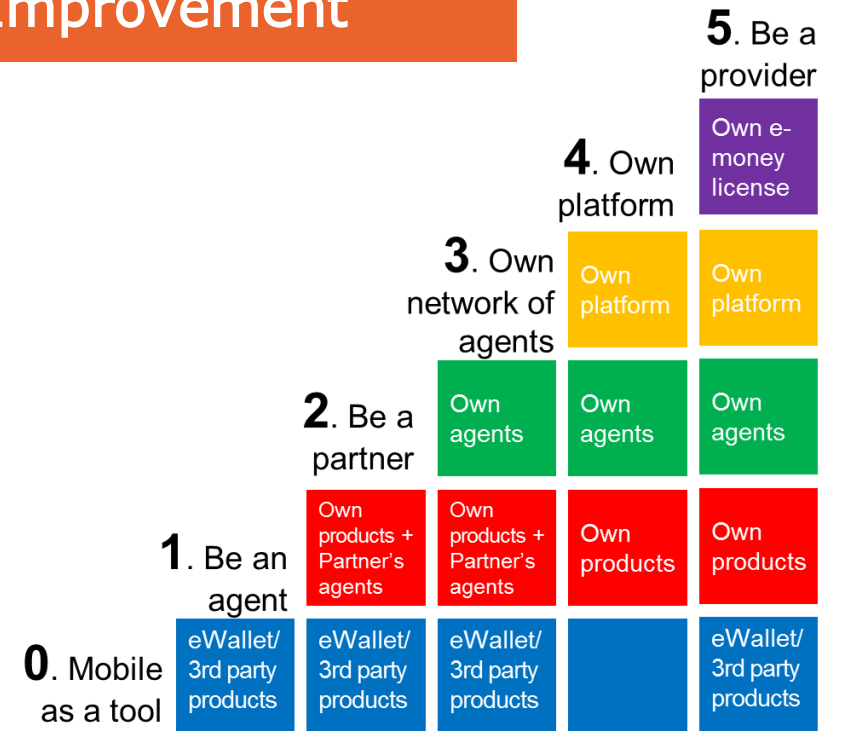 Improvement
5. Be a
provider
Own e-
money
license
4. Own
platform
Own
platform
Own
platform
3. Own
network of
agents
Own
agents
Own
agents
Own
agents
2. Be a
partner
Own
products +
Partner's
agents
Own
products +
Partner's
agents
Own
products
Own
products
1. Be an
agent
eWallet/
3rd party
products
eWallet/
3rd party
products
eWallet/
3rd party
products
eWallet/
3rd party
products
0. Mobile
as a tool